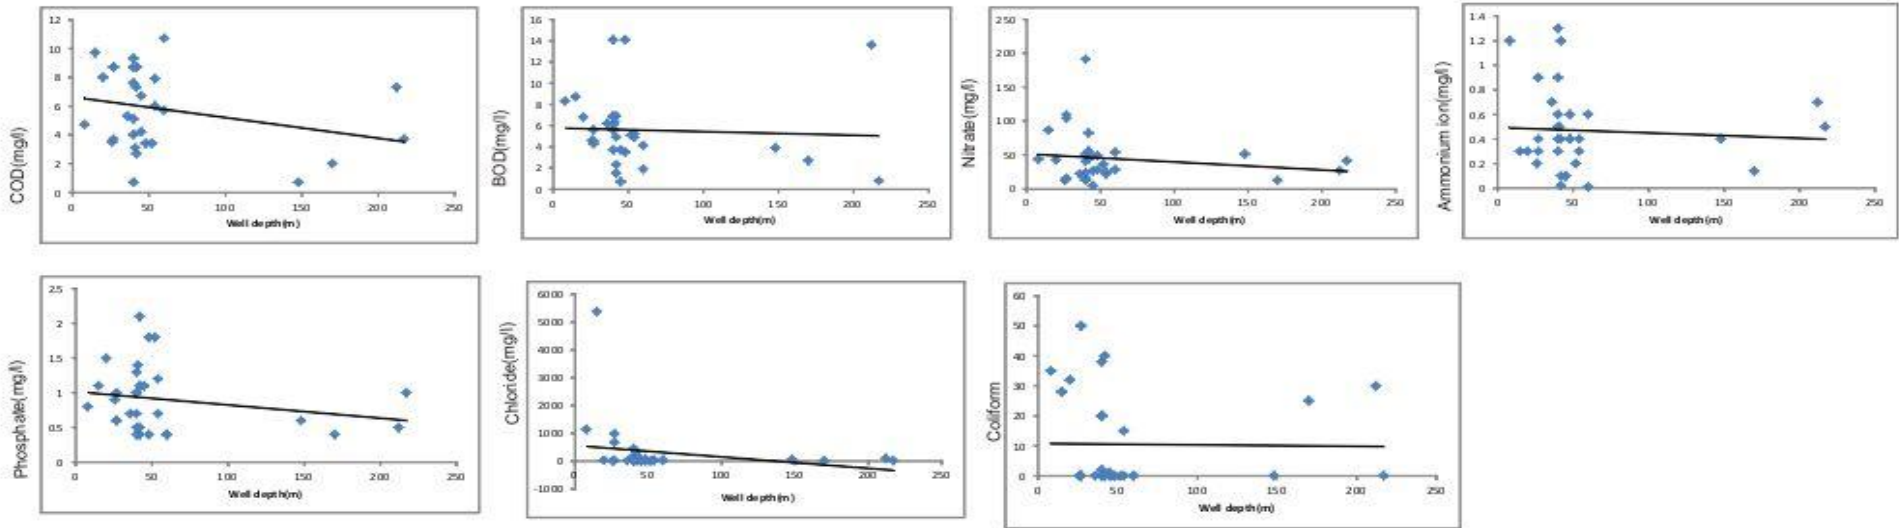 COD(mg/l)
12
10
8
6
4
2
0
0 50 100 150 200 250
Well depth(m)
BOD(mg/l)
16
14
12
10
8
6
4
2
0
0 50 100 150 200 250
Well depth(m)
Nitrate(mg/l)
250
200
150
100
50
0
0 50 100 150 200 250
Well depth(m)
Ammonium ion(mg/l)
1.4
1.2
1
0.8
0.6
0.4
0.2
0
0 50 100 150 200 250
Well depth(m)
Phosphate(mg/l)
2.5
2
1.5
1
0.5
0
0 50 100 150 200 250
Well depth(m)
Chloride(mg/l)
6000
5000
4000
3000
2000
1000
0
-1000
0 50 100 150 200 250
Well depth(m)
Coliform
60
50
40
30
20
10
0
0 50 100 150 200 250
Well depth(m)